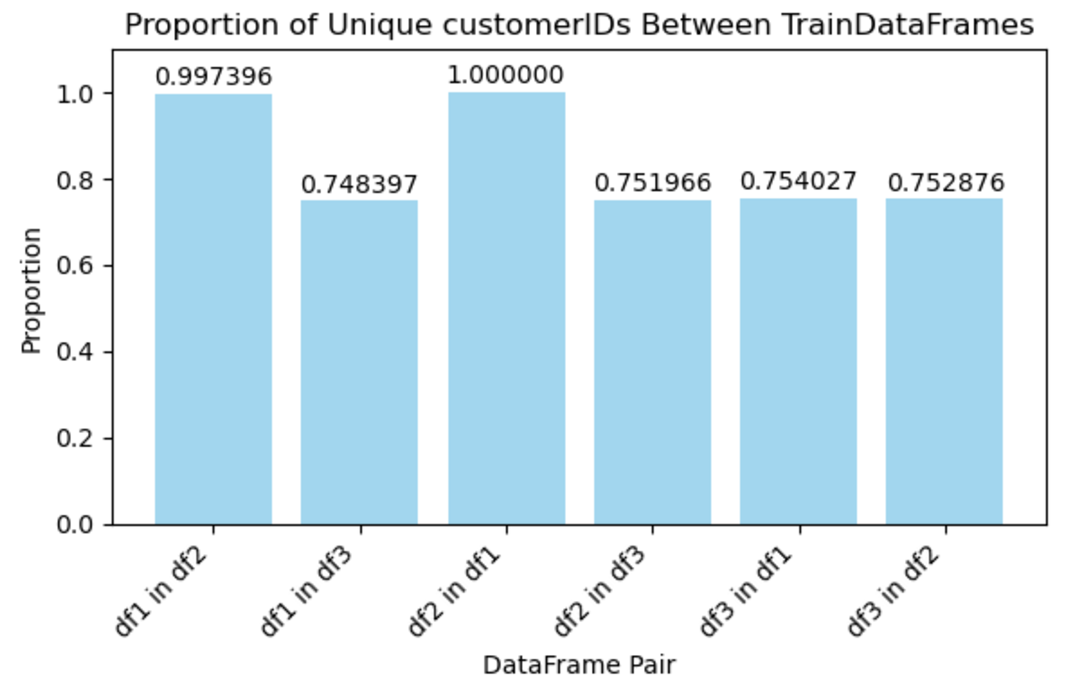 Proportion of Unique customerIDs Between TrainDataFrames
0.997396
0.748397
1.000000
0.751966
0.754027
0.752876
1.0
0.8
0.6
0.4
0.2
0.0
Proportion
df1 in df2
df1 in df3
df2 in df1
df2 in df3
df3 in df1
df3 in df2
DataFrame Pair